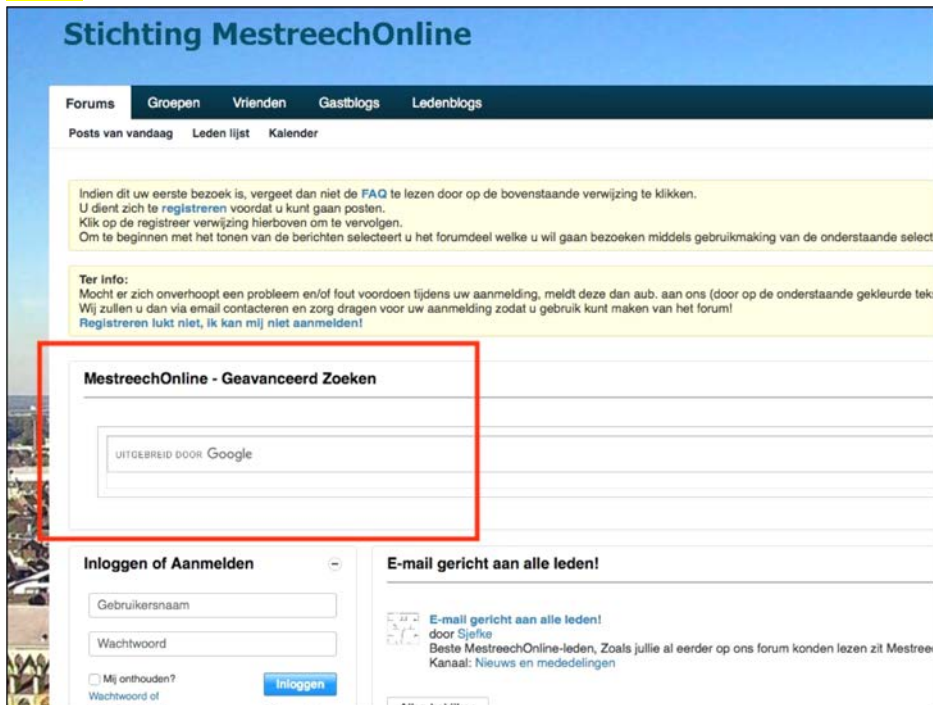 Stichting MestreechOnline
Forums Groepen Vrienden Gastblogs Ledenblogs
Posts van vandaag Leden lijst Kalender
Indien dit uw eerste bezoek is, vergeet dan niet de FAQ te lezen door op de bovenstaande verwijzing te klikken.
U dient zich te registreren voordat u kunt gaan posten.
Klik op de registreer verwijzing hierboven om te vervolgen.
Om te beginnen met het tonen van de berichten selecteert u het forumdeel welke u wil gaan bezoeken middels gebruikmaking van de onderstaande select
Ter info:
Mocht er zich onverhoopt een probleem en/of fout voordoen tijdens uw aanmelding, meldt deze dan aub. aan ons (door op de onderstaande gekleurde teks
Wij zullen u dan via email contacteren en zorg dragen voor uw aanmelding zodat u gebruik kunt maken van het forum!
Registreren lukt niet, ik kan mij niet aanmelden!
MestreechOnline - Geavanceerd Zoeken
UITGEBREID DOOR Google
Inloggen of Aanmelden
Gebruikersnaam
Wachtwoord
Mij onthouden?
Inloggen
Wachtwoord of
E-mail gericht aan alle leden!
E-mail gericht aan alle leden!
door Sjefke
Beste MestreechOnline-leden, Zoals jullie al eerder op ons forum konden lezen zit Mestree
Kanaal: Nieuws en mededelingen